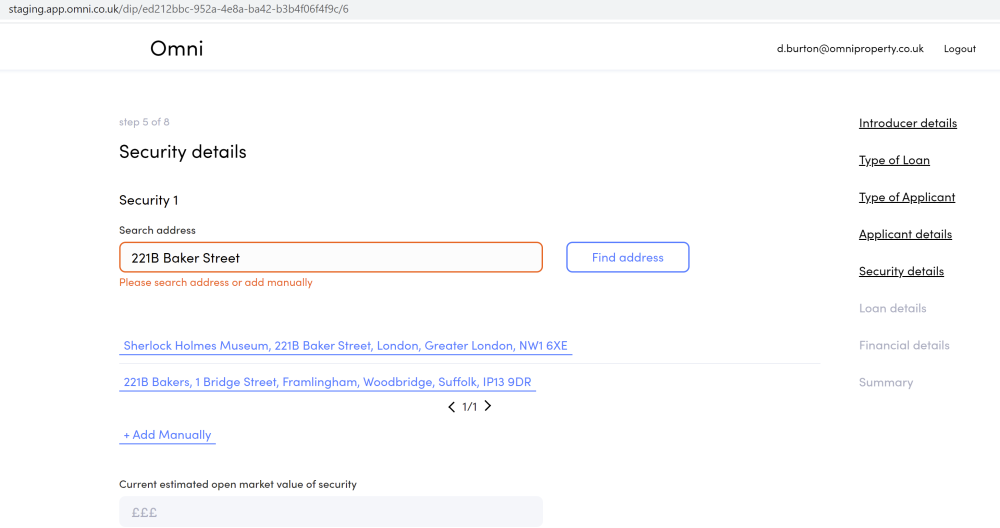 staging.app.omni.co.uk/dip/ed212bbc-952a-4e8a-ba42-b3b4f06f4f9c/6
Omni
d.burton@omniproperty.co.uk Logout
step 5 of 8
Security details
Security 1
Search address
221B Baker Street
Find address
Please search address or add manually
Sherlock Holmes Museum, 221B Baker Street, London, Greater London, NW1 6XE
221B Bakers, 1 Bridge Street, Framlingham, Woodbridge, Suffolk, IP13 9DR
1/1
+ Add Manually
Current estimated open market value of security
£££
Introducer details
Type of Loan
Type of Applicant
Applicant details
Security details
Loan details
Financial details
Summary